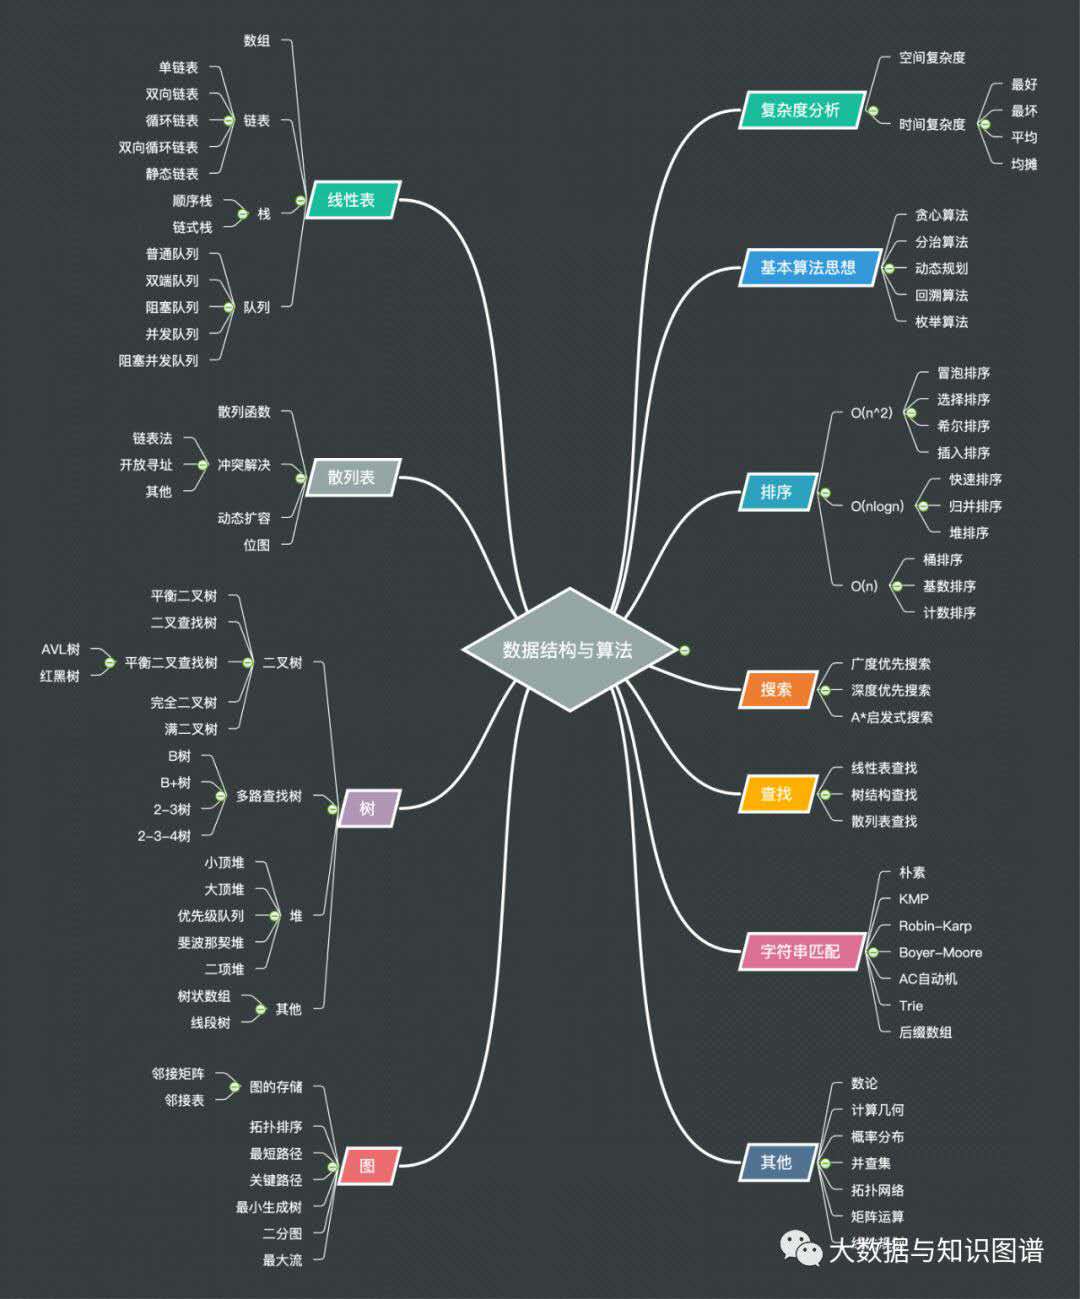 数据结构与算法
线性表
数组
链表
单链表
双向链表
循环链表
双向循环链表
静态链表
栈
顺序栈
链式栈
队列
普通队列
双端队列
阻塞队列
并发队列
阻塞并发队列
散列表
散列函数
冲突解决
链表法
开放寻址
其他
动态扩容
位图
树
二叉树
平衡二叉树
二叉查找树
平衡二叉查找树
AVL树
红黑树
完全二叉树
满二叉树
多路查找树
B树
B+树
2-3树
2-3-4树
堆
小顶堆
大顶堆
优先级队列
斐波那契堆
二项堆
其他
树状数组
线段树
图
图的存储
邻接矩阵
邻接表
拓扑排序
最短路径
关键路径
最小生成树
二分图
最大流
复杂度分析
空间复杂度
时间复杂度
最好
最坏
平均
均摊
基本算法思想
贪心算法
分治算法
动态规划
回溯算法
枚举算法
排序
O(n^2)
冒泡排序
选择排序
希尔排序
插入排序
O(nlogn)
快速排序
归并排序
堆排序
O(n)
桶排序
基数排序
计数排序
搜索
广度优先搜索
深度优先搜索
A*启发式搜索
查找
线性表查找
树结构查找
散列表查找
字符串匹配
朴素
KMP
Robin-Karp
Boyer-Moore
AC自动机
Trie
后缀数组
其他
数论
计算几何
概率分布
并查集
拓扑网络
矩阵运算
大数据与知识图谱